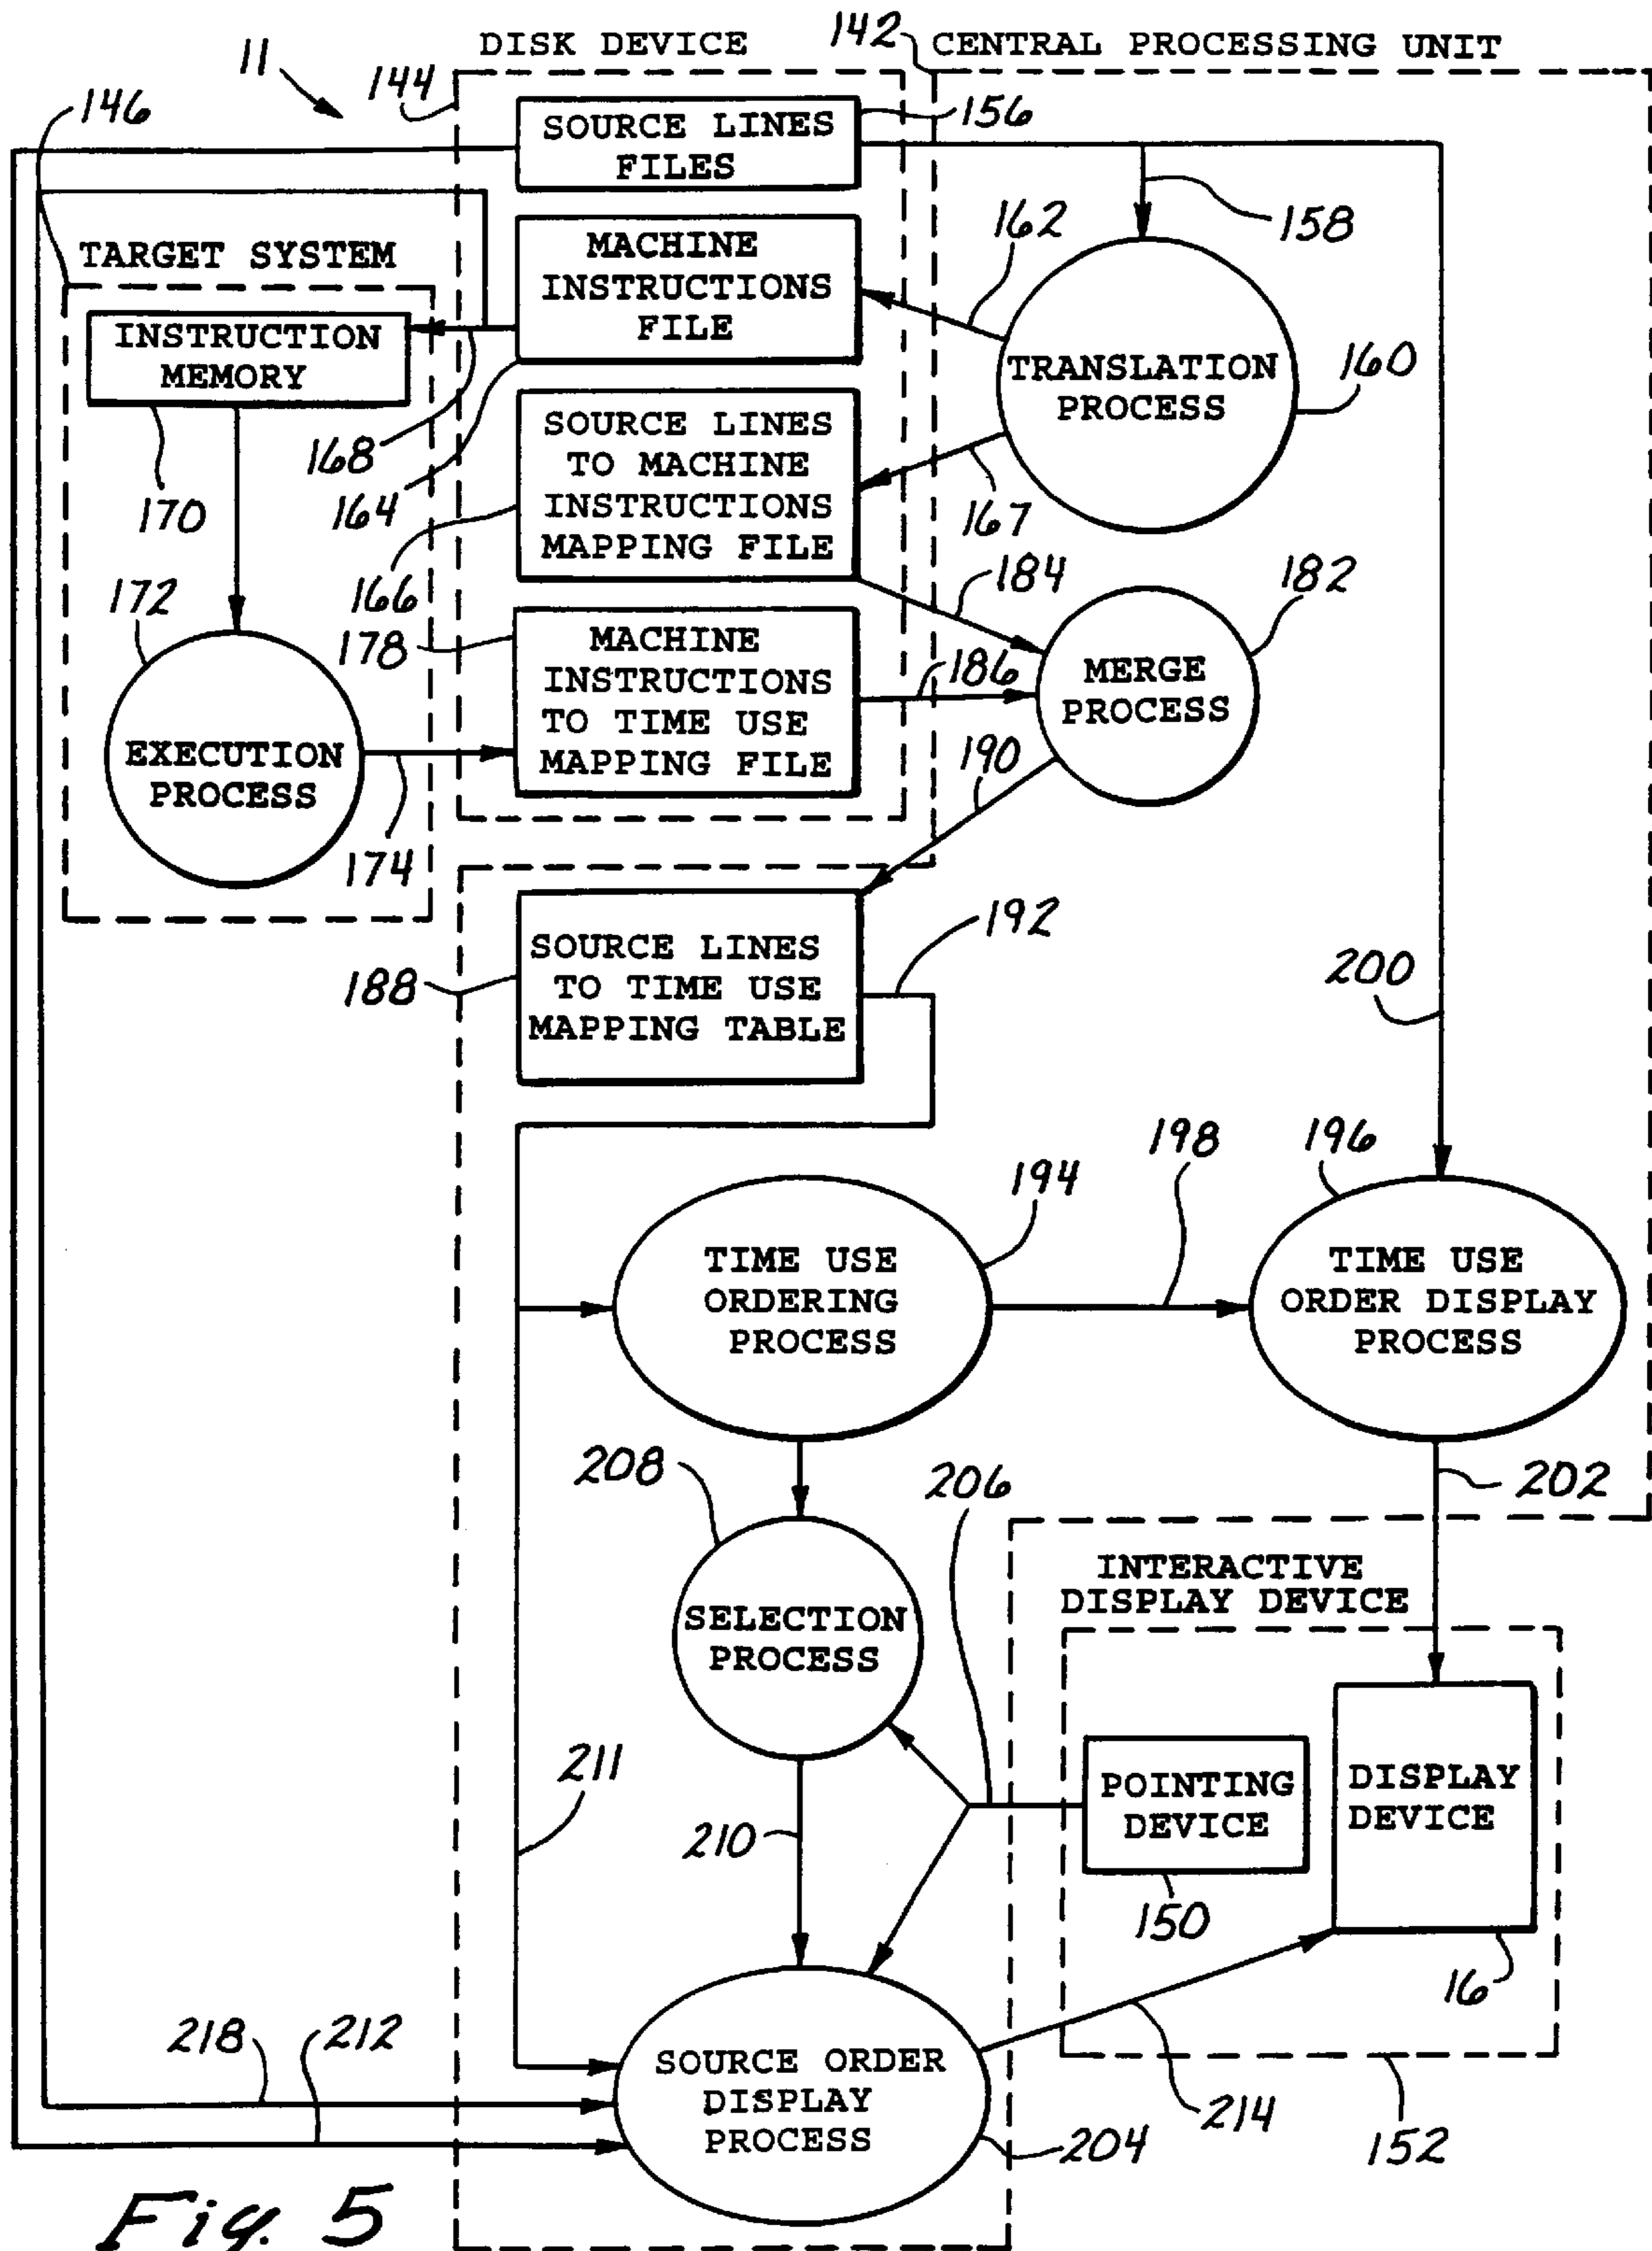 DISK DEVICE
142
CENTRAL PROCESSING UNIT
11
144
146
SOURCE LINES
FILES
156
158
TARGET SYSTEM
MACHINE
INSTRUCTIONS
FILE
162
INSTRUCTION
MEMORY
TRANSLATION
PROCESS
160
168
164
170
SOURCE LINES
TO MACHINE
INSTRUCTIONS
MAPPING FILE
167
166
184
182
172
178
MACHINE
INSTRUCTIONS
TO TIME USE
MAPPING FILE
186
MERGE
PROCESS
EXECUTION
PROCESS
190
174
192
188
SOURCE LINES
TO TIME USE
MAPPING TABLE
200
198
196
194
TIME USE
ORDERING
PROCESS
TIME USE
ORDER DISPLAY
PROCESS
208
206
202
INTERACTIVE
DISPLAY DEVICE
SELECTION
PROCESS
211
210
POINTING
DEVICE
DISPLAY
DEVICE
150
16
218
212
SOURCE ORDER
DISPLAY
PROCESS
214
204
152
Fig. 5